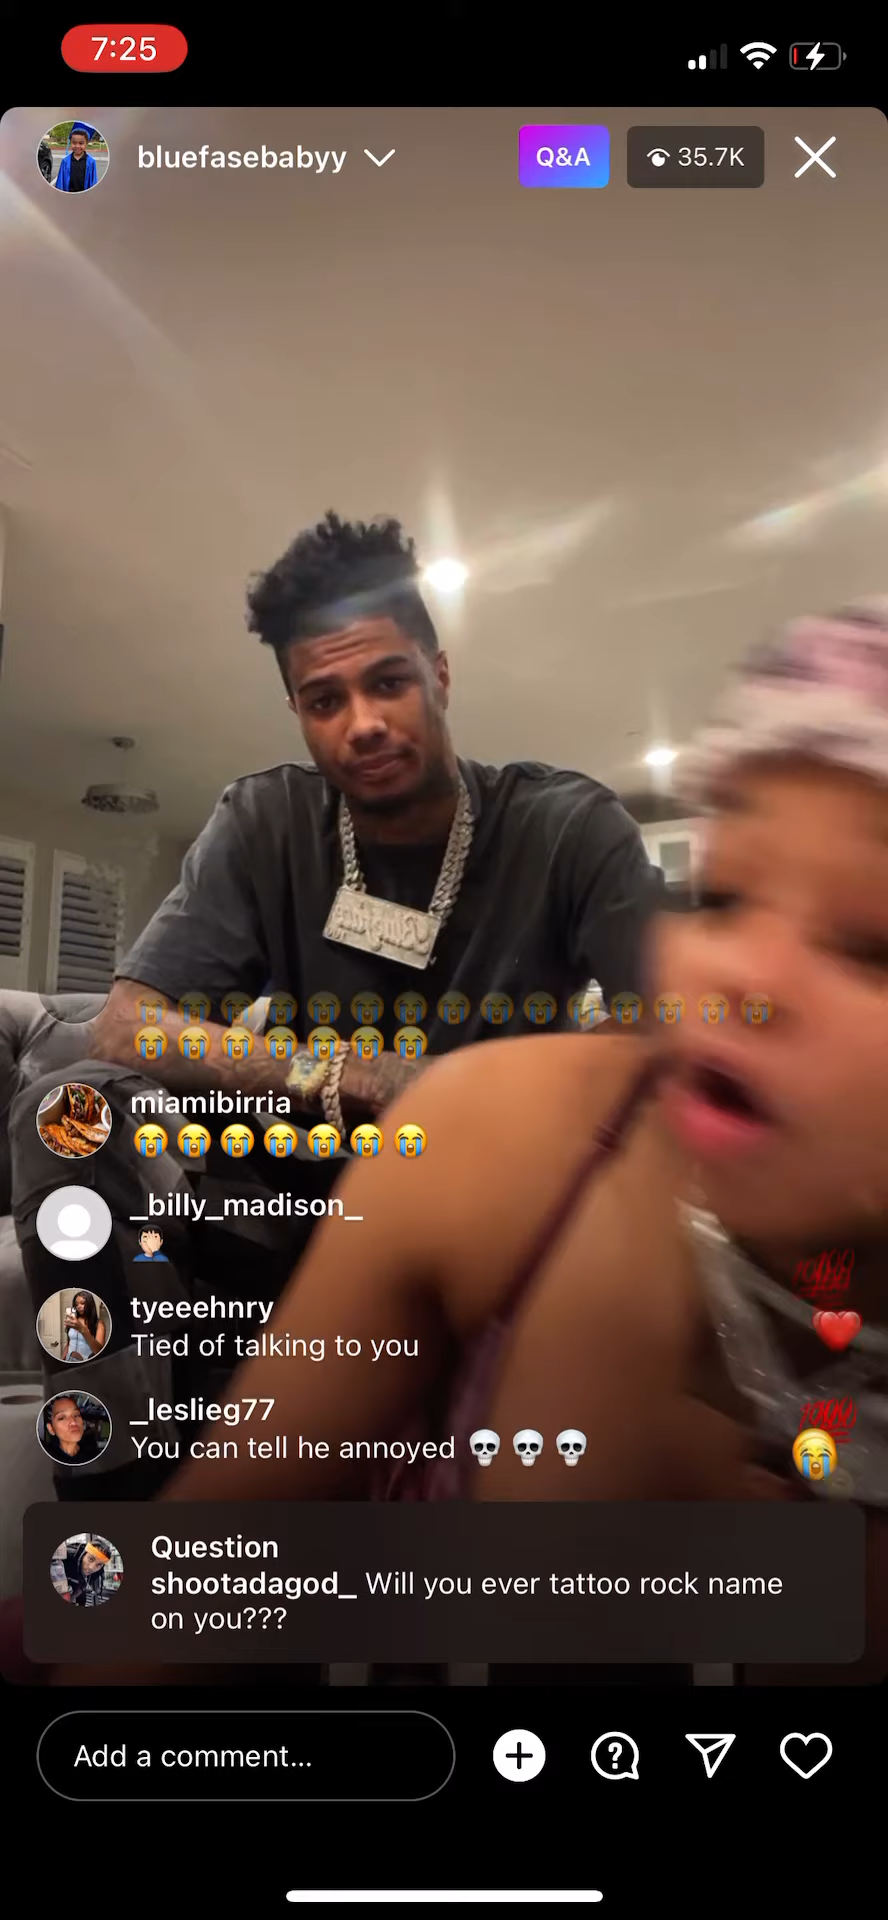 7:25
bluefasebabyy
Q&A
35.7K
😭😭😭😭😭😭😭😭😭😭😭😭😭😭😭
😭😭😭😭😭😭😭
miamibirria
😭😭😭😭😭😭😭
_billy_madison_
🤦🏻‍♂️
tyeeehnry
Tied of talking to you
_leslieg77
You can tell he annoyed 💀💀💀
Question
shootadagod_ Will you ever tattoo rock name
on you???
Add a comment...